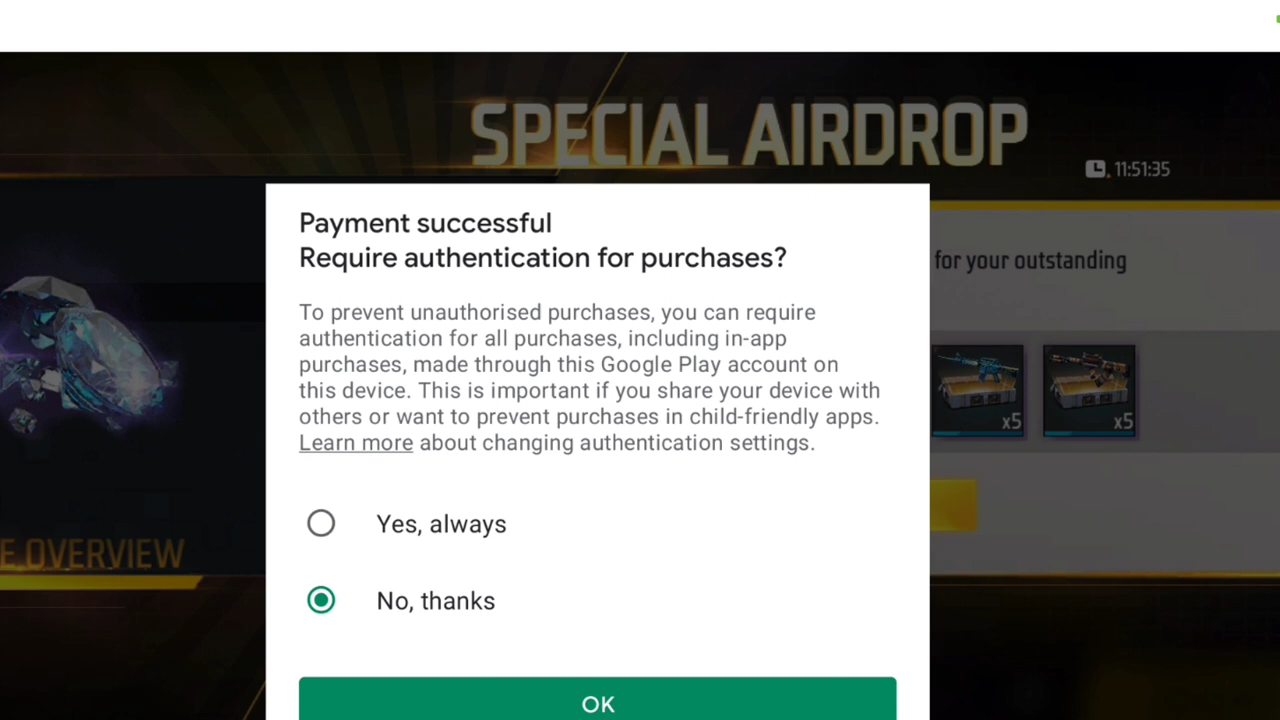 SPECIAL AIRDROP
11:51:35
Payment successful
Require authentication for purchases?
for your outstanding
To prevent unauthorised purchases, you can require
authentication for all purchases, including in-app
purchases, made through this Google Play account on
this device. This is important if you share your device with
others or want to prevent purchases in child-friendly apps.
Learn more about changing authentication settings.
x5
x5
Yes, always
E OVERVIEW
No, thanks
OK